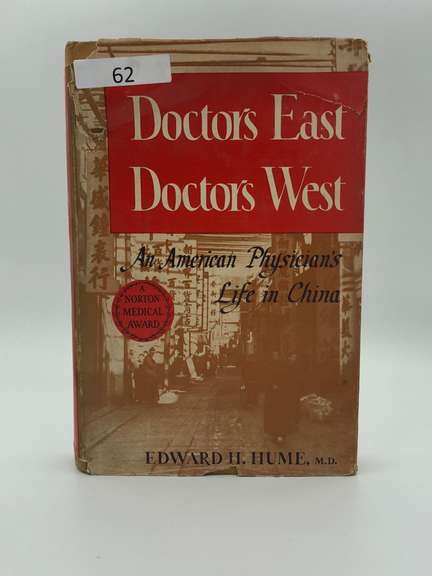 62
Doctors East
Doctors West
An American Physician's
Life in China
A
NORTON
MEDICAL
AWARD
EDWARD H. HUME, M.D.